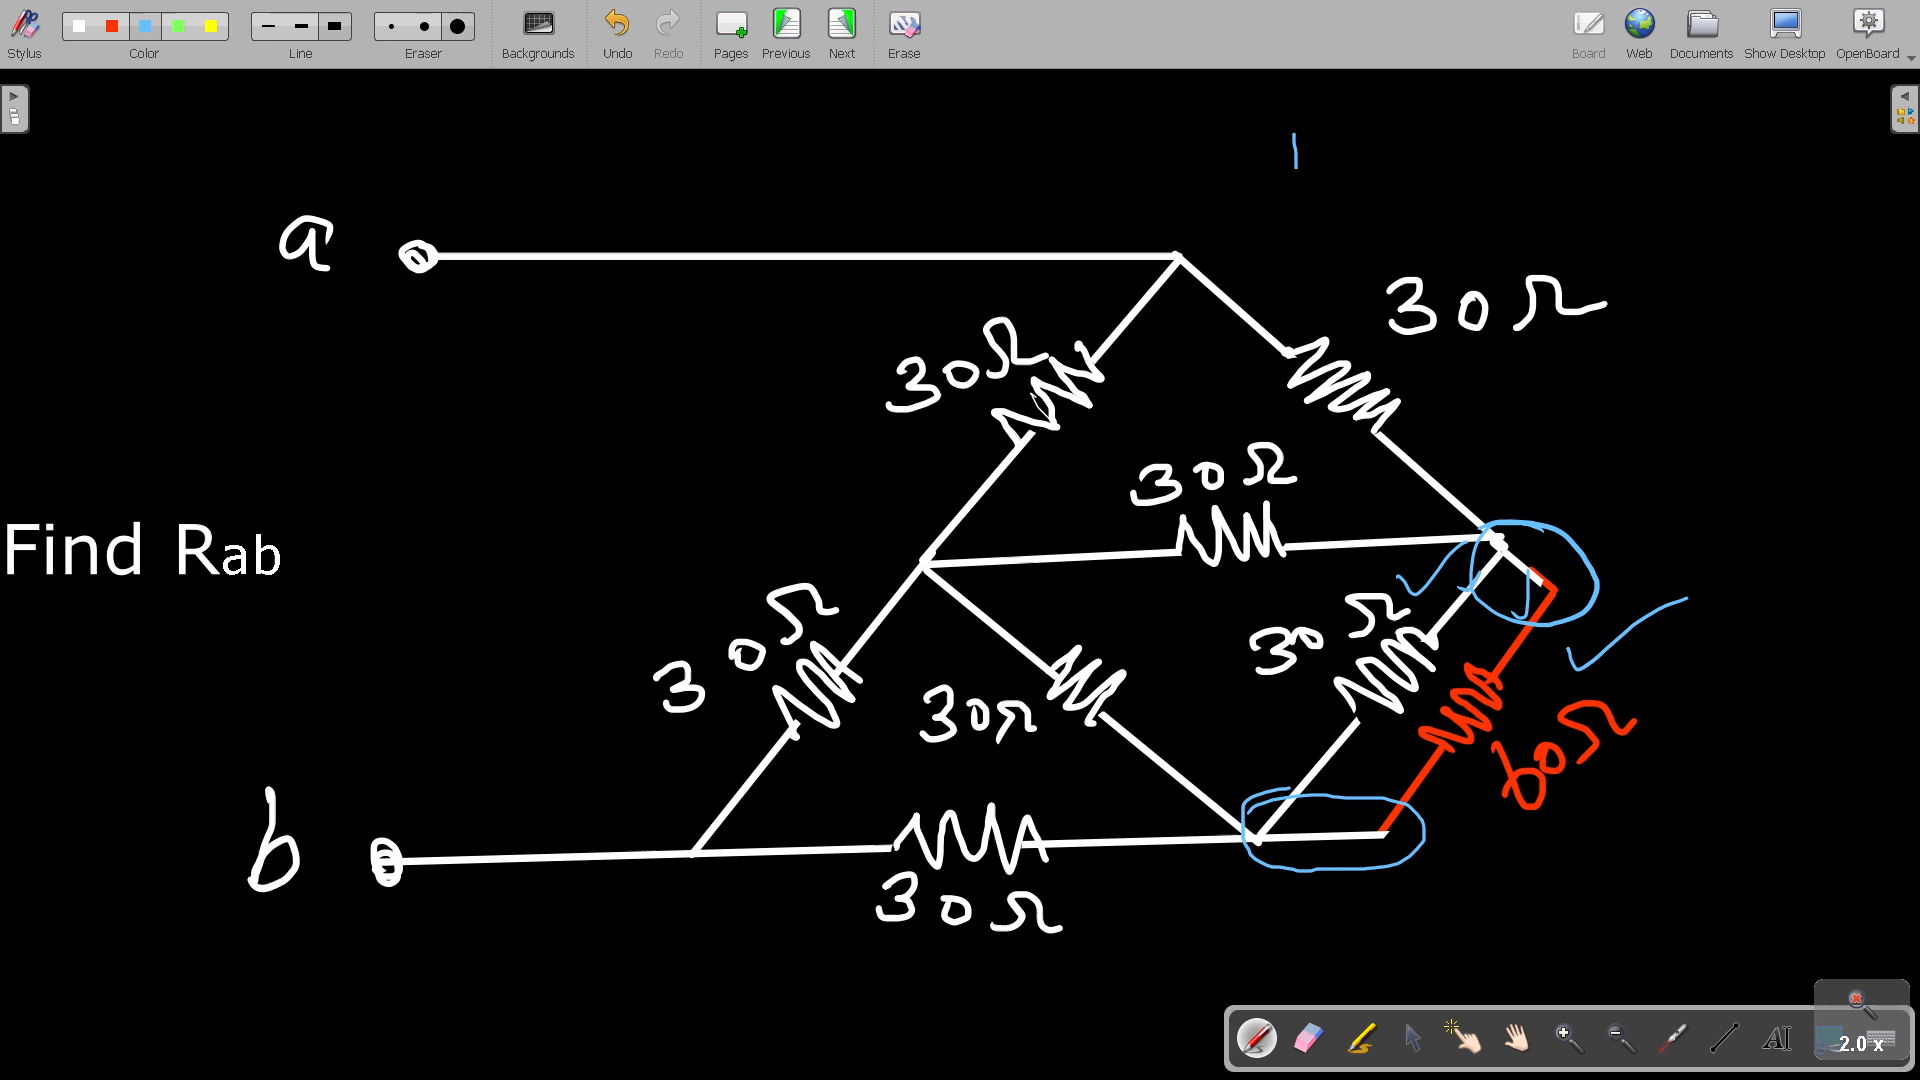 Stylus Color Line Eraser Backgrounds Undo Redo Pages Previous Next Erase Board Web Documents Show Desktop OpenBoard
a
30Ω
30Ω
30Ω
Find Rab
30Ω
30Ω
30Ω
60Ω
b
30Ω
2.0 x